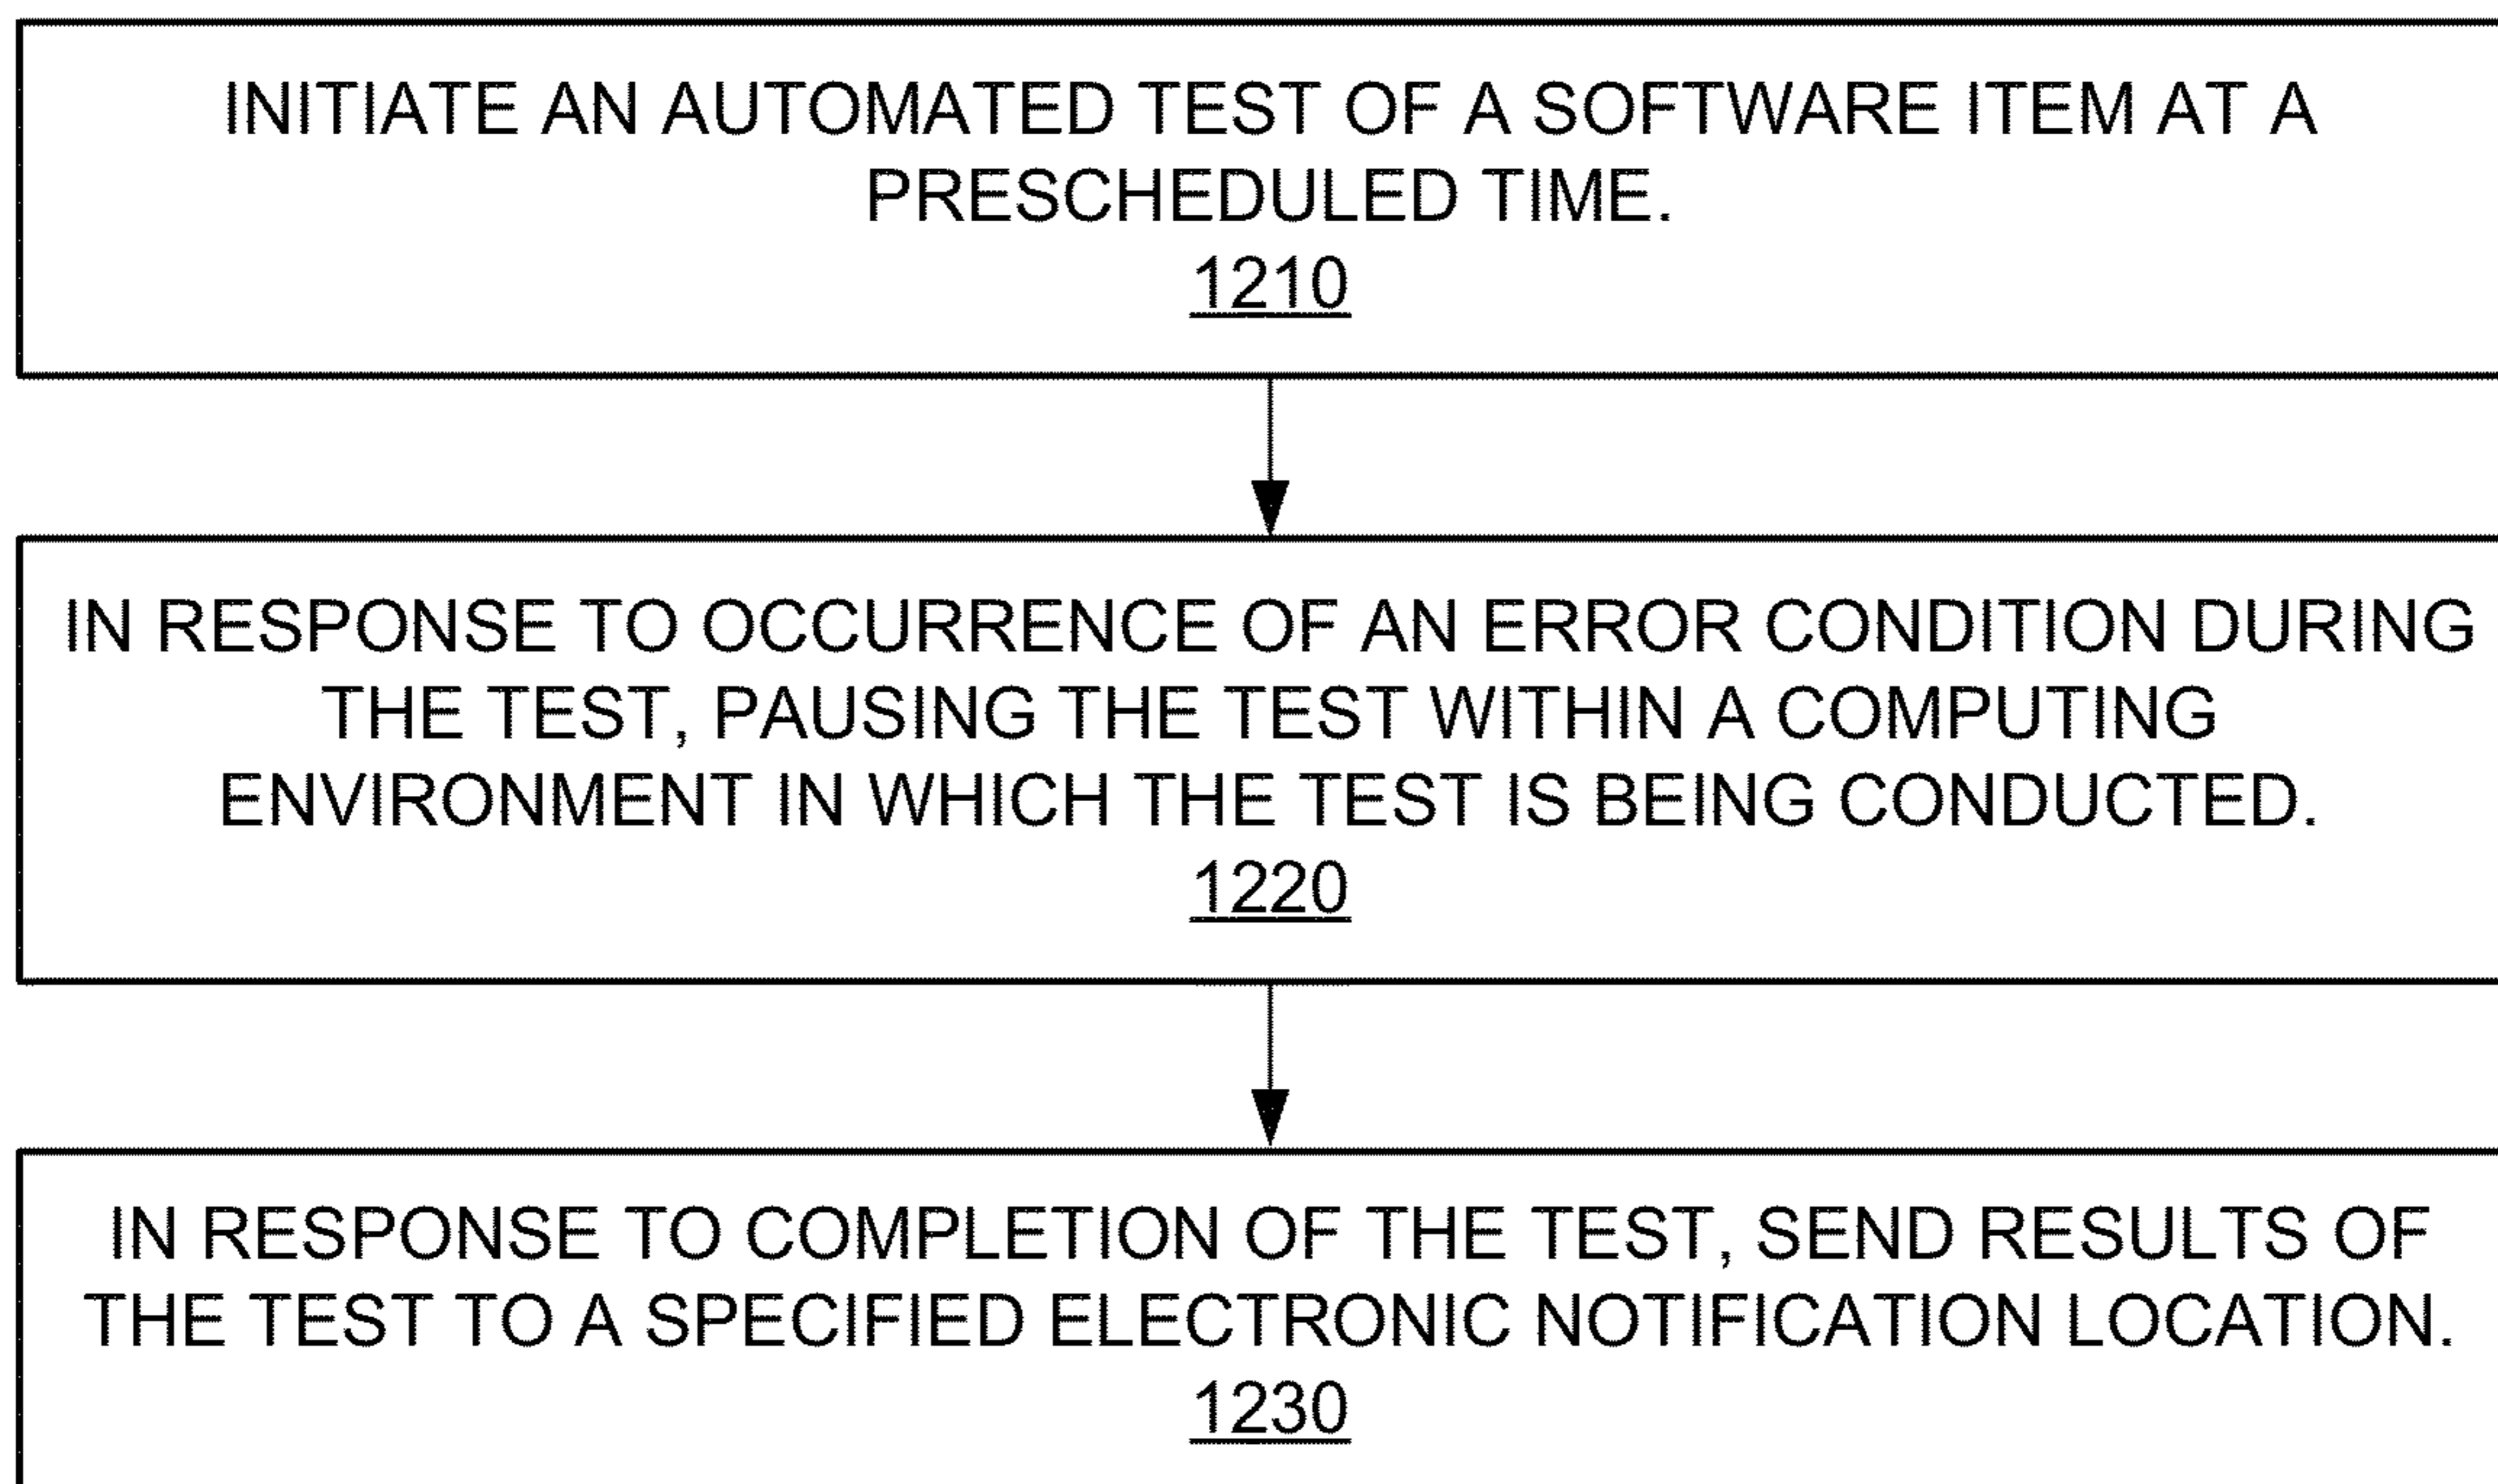 INITIATE AN AUTOMATED TEST OF A SOFTWARE ITEM AT A
PRESCHEDULED TIME.
1210
IN RESPONSE TO OCCURRENCE OF AN ERROR CONDITION DURING
THE TEST, PAUSING THE TEST WITHIN A COMPUTING
ENVIRONMENT IN WHICH THE TEST IS BEING CONDUCTED.
1220
IN RESPONSE TO COMPLETION OF THE TEST, SEND RESULTS OF
THE TEST TO A SPECIFIED ELECTRONIC NOTIFICATION LOCATION.
1230